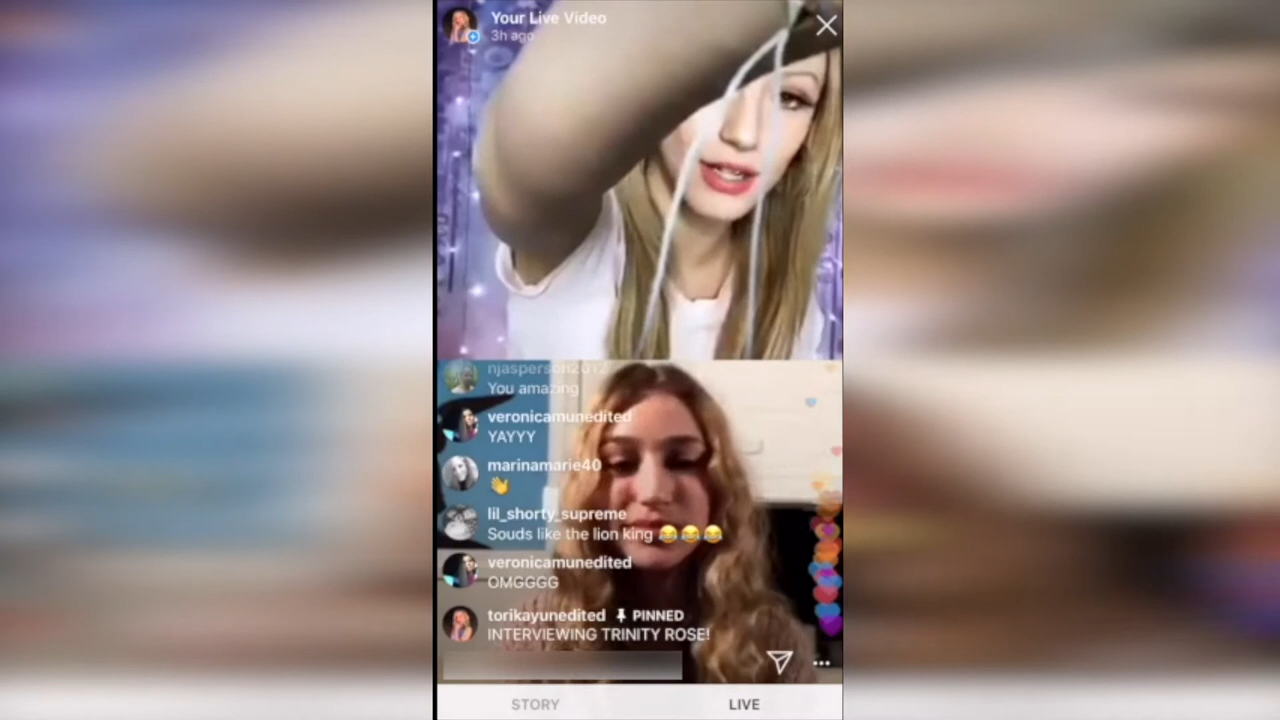 Your Live Video
3h ago
njasperson2012
You amazing
veronicamunedited
YAYYY
marinamarie40
👋
lil_shorty_supreme
Souds like the lion king 😂😂😂
veronicamunedited
OMGGGG
torikayunedited PINNED
INTERVIEWING TRINITY ROSE!
STORY LIVE